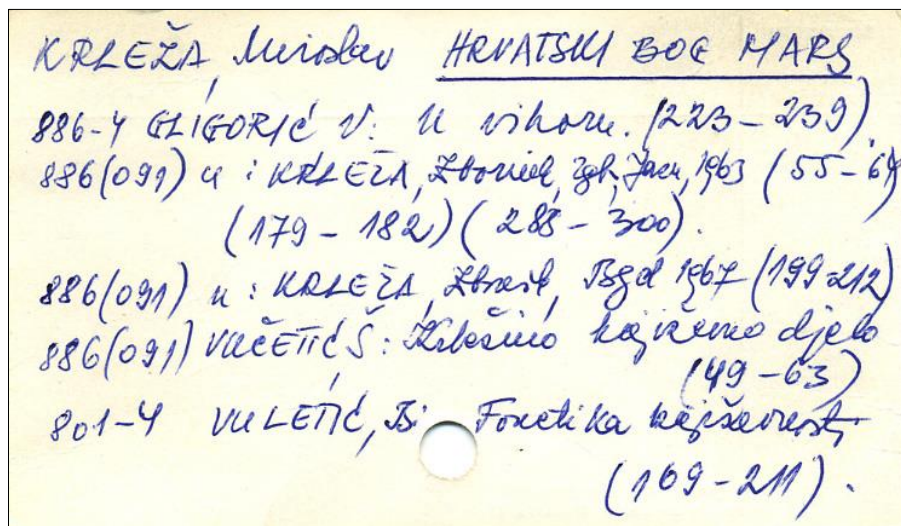 KRLEŽA, Miroslav HRVATSKI BOG MARS
886-4 GLIGORIĆ V. U vihoru. (223-239)
886(091) u : KRLEŽA, Zbornik, Zgb, Jaz, 1963 (55-64)
(179-182) (288-300).
886(091) u : KRLEŽA, Zbornik, Bgd 1967 (199-212)
886(091) VUČETIĆ Š: Krležino književno djelo
(49-63)
801-4 VULETIĆ, B: Fonetika književnosti
(169-211).